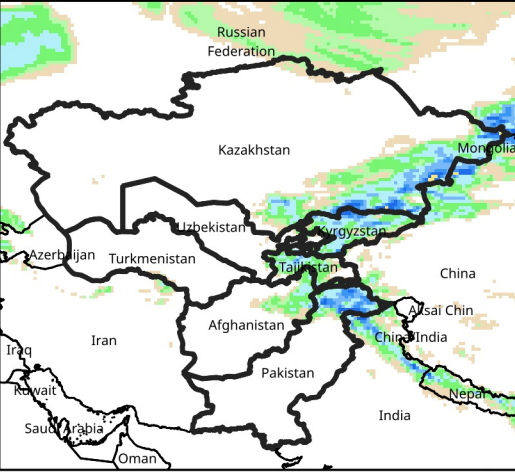 Russian
Federation
Kazakhstan
Mongolia
Uzbekistan
Kyrgyzstan
Azerbaijan
Turkmenistan
Tajikistan
China
Aksai Chin
Afghanistan
China/India
Iran
Iraq
Pakistan
Kuwait
Nepal
India
Saudi Arabia
Oman